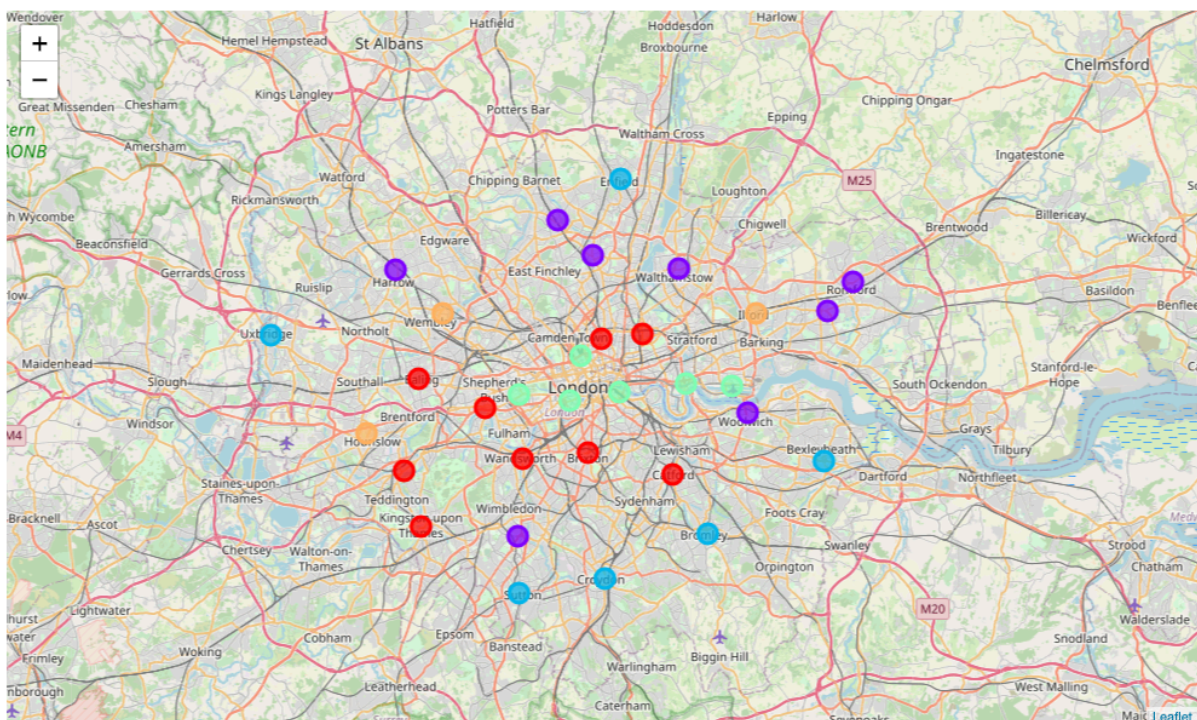 Wendover
Hatfield
Hoddesdon
Harlow
Hemel Hempstead
St Albans
Broxbourne
+
−
Chelmsford
Kings Langley
Great Missenden
Chesham
Potters Bar
Chipping Ongar
Epping
Waltham Cross
AONB
Amersham
Ingatestone
Watford
Chipping Barnet
Enfield
M25
Loughton
Rickmansworth
Wycombe
Chigwell
Billericay
Brentwood
Edgware
Wickford
Beaconsfield
Gerrards Cross
East Finchley
Walthamstow
Harrow
Ruislip
Romford
Basildon
Wembley
Ilford
Uxbridge
Northolt
Camden Town
Stratford
Barking
Maidenhead
Slough
Southall
Ealing
Shepherd's
Bush
London
South Ockendon
Stanford-le-
Hope
Windsor
Brentford
London
Woolwich
Fulham
Grays
M4
Hounslow
Tilbury
Wandsworth
Brixton
Lewisham
Bexleyheath
Catford
Dartford
Northfleet
Staines-upon-
Thames
Teddington
Sydenham
Wimbledon
Foots Cray
Bracknell
Ascot
Kingston upon
Thames
Chertsey
Walton-on-
Thames
Bromley
Swanley
Strood
Chatham
Orpington
Croydon
Sutton
Lightwater
M20
Walderslade
Cobham
Epsom
Banstead
Woking
Snodland
Frimley
Biggin Hill
Warlingham
Leatherhead
Caterham
West Malling
Leaflet